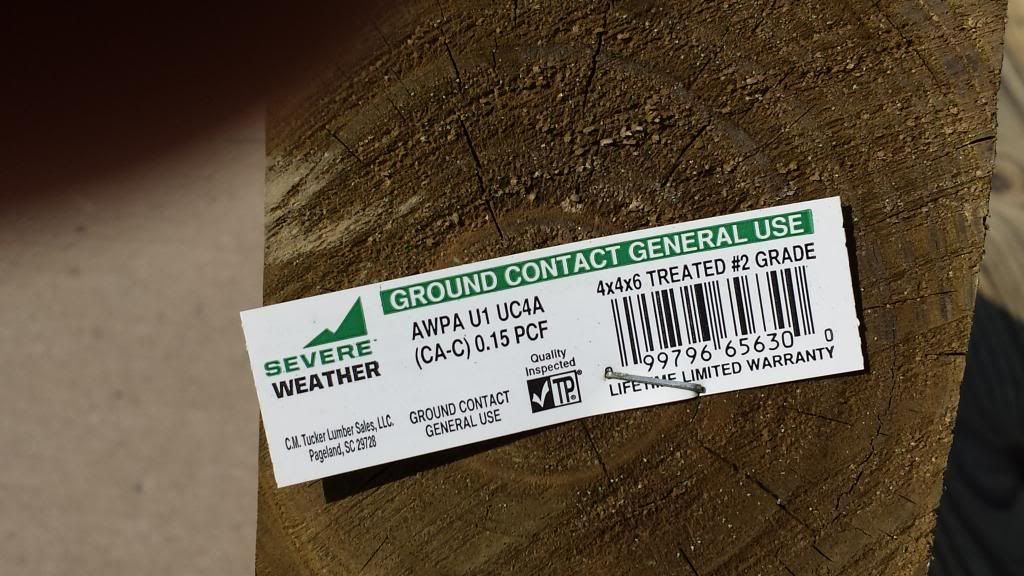 GROUND CONTACT GENERAL USE
SEVERE
WEATHER
AWPA U1 UC4A
(CA-C) 0.15 PCF
4x4x6 TREATED #2 GRADE
99796 65630 0
LIFETIME LIMITED WARRANTY
Quality
Inspected
TP
GROUND CONTACT
GENERAL USE
C.M. Tucker Lumber Sales, LLC.
Pageland, SC 29728